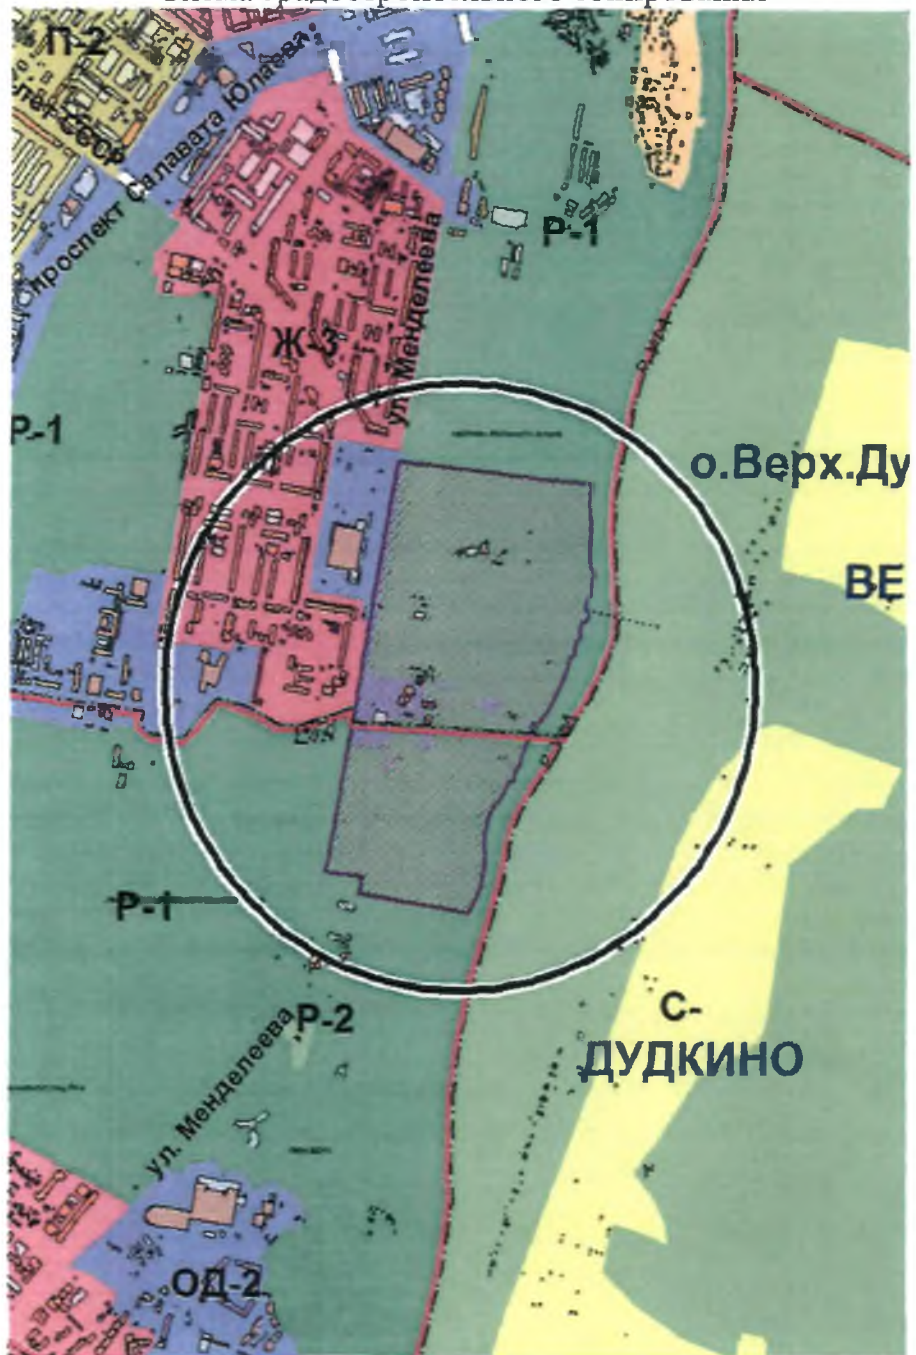 П-2
проспект Салавата Юлаева
Р-1
ул. Менделеева
Ж-3
Р-1
о.Верх.Ду
ВЕ
Р-1
Р-2
С-
ДУДКИНО
ул. Менделеева
ОД-2